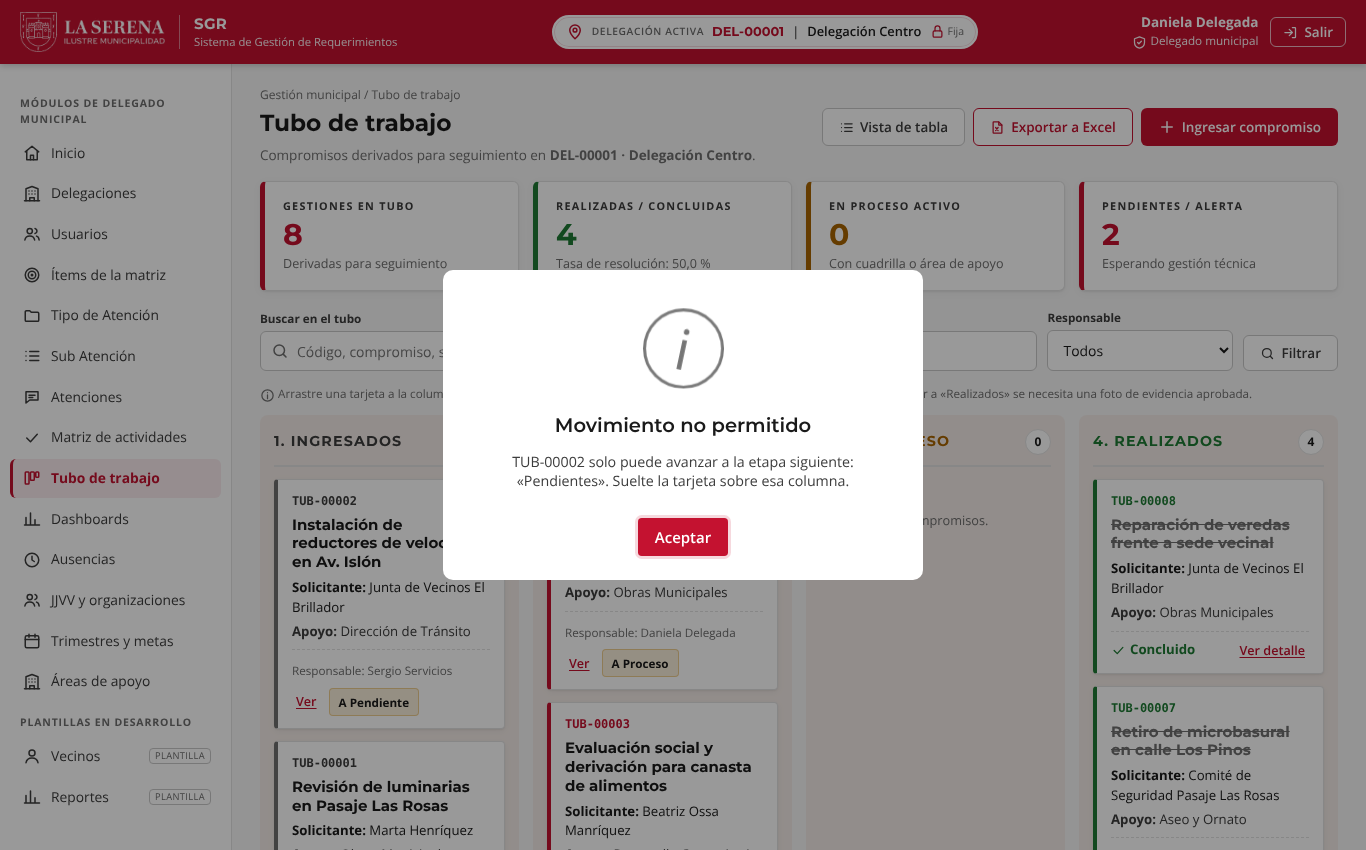 LA SERENA
ILUSTRE MUNICIPALIDAD
SGR
Sistema de Gestión de Requerimientos
DELEGACIÓN ACTIVA DEL-00001 | Delegación Centro Fija
Daniela Delegada
Delegado municipal
Salir
MÓDULOS DE DELEGADO
MUNICIPAL
Inicio
Delegaciones
Usuarios
Ítems de la matriz
Tipo de Atención
Sub Atención
Atenciones
Matriz de actividades
Tubo de trabajo
Dashboards
Ausencias
JJVV y organizaciones
Trimestres y metas
Áreas de apoyo
PLANTILLAS EN DESARROLLO
Vecinos PLANTILLA
Reportes PLANTILLA
Gestión municipal / Tubo de trabajo
Tubo de trabajo
Compromisos derivados para seguimiento en DEL-00001 · Delegación Centro.
Vista de tabla
Exportar a Excel
Ingresar compromiso
GESTIONES EN TUBO
8
Derivadas para seguimiento
REALIZADAS / CONCLUIDAS
4
Tasa de resolución: 50,0 %
EN PROCESO ACTIVO
0
Con cuadrilla o área de apoyo
PENDIENTES / ALERTA
2
Esperando gestión técnica
Buscar en el tubo
Código, compromiso, s
Responsable
Todos
Filtrar
Arrastre una tarjeta a la colum
r a «Realizados» se necesita una foto de evidencia aprobada.
Movimiento no permitido
TUB-00002 solo puede avanzar a la etapa siguiente:
«Pendientes». Suelte la tarjeta sobre esa columna.
Aceptar
1. INGRESADOS
TUB-00002
Instalación de
reductores de veloc
en Av. Islón
Solicitante: Junta de Vecinos El
Brillador
Apoyo: Dirección de Tránsito
Responsable: Sergio Servicios
Ver A Pendiente
TUB-00001
Revisión de luminarias
en Pasaje Las Rosas
Solicitante: Marta Henríquez
Apoyo: Obras Municipales
Responsable: Daniela Delegada
Ver A Proceso
TUB-00003
Evaluación social y
derivación para canasta
de alimentos
Solicitante: Beatriz Ossa
Manríquez
ESO 0
npromisos.
4. REALIZADOS 4
TUB-00008
Reparación de veredas
frente a sede vecinal
Solicitante: Junta de Vecinos El
Brillador
Apoyo: Obras Municipales
Concluido Ver detalle
TUB-00007
Retiro de microbasural
en calle Los Pinos
Solicitante: Comité de
Seguridad Pasaje Las Rosas
Apoyo: Aseo y Ornato